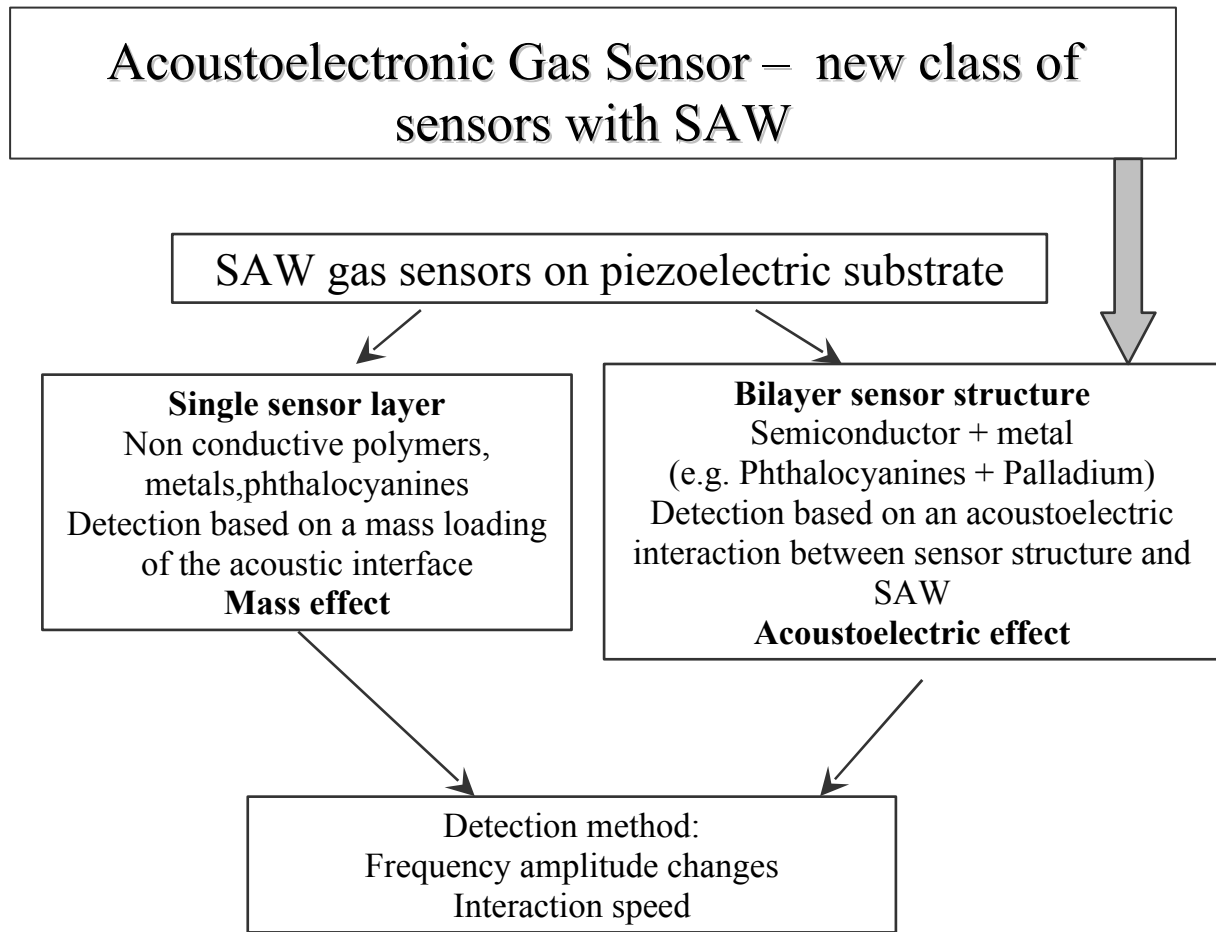 Acoustoelectronic Gas Sensor – new class of
sensors with SAW
SAW gas sensors on piezoelectric substrate
Single sensor layer
Non conductive polymers,
metals,phthalocyanines
Detection based on a mass loading
of the acoustic interface
Mass effect
Bilayer sensor structure
Semiconductor + metal
(e.g. Phthalocyanines + Palladium)
Detection based on an acoustoelectric
interaction between sensor structure and
SAW
Acoustoelectric effect
Detection method:
Frequency amplitude changes
Interaction speed